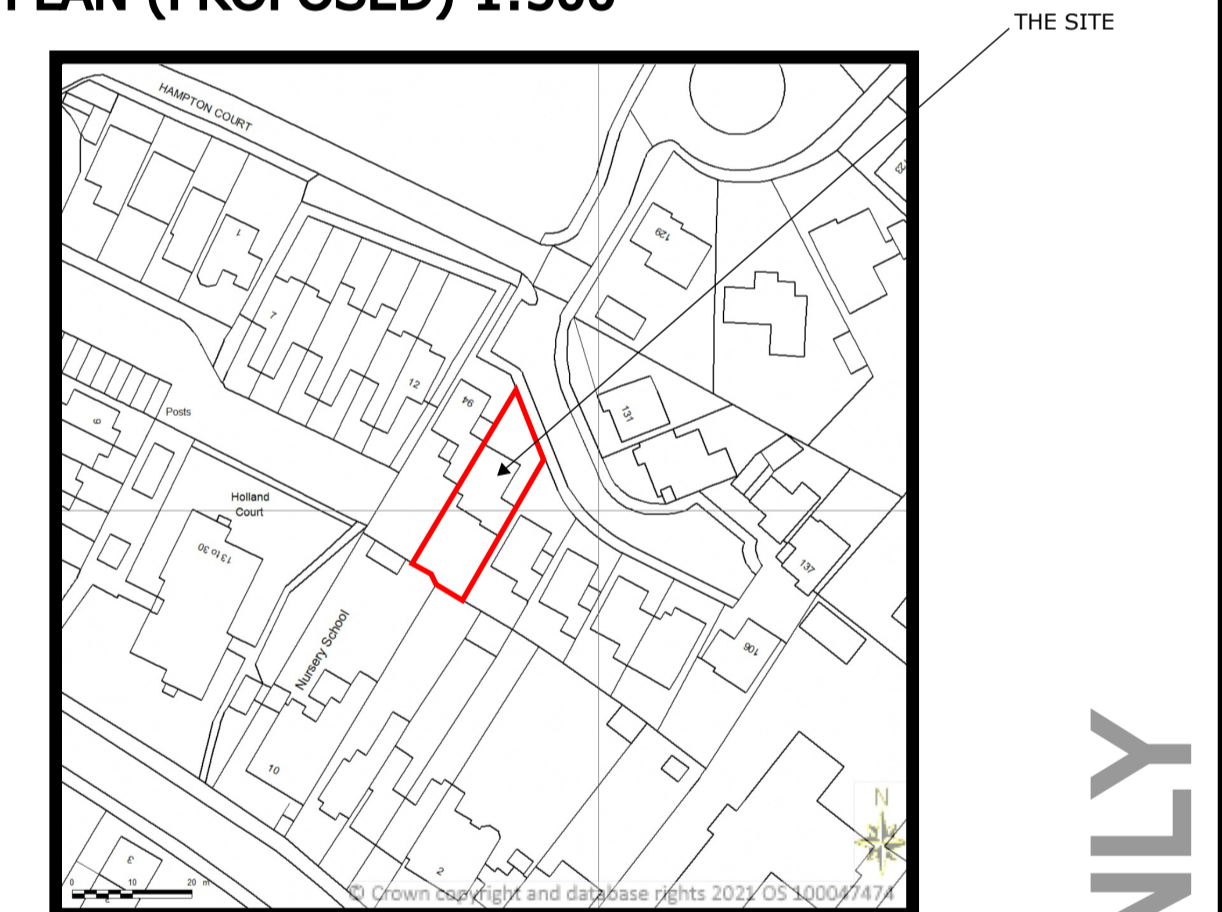 PLAN (PROPOSED) 1:500
THE SITE
HAMPTON COURT
23
129
1
7
12
94
131
Posts
9
Holland
Court
13 to 30
137
Nursery School
106
10
N
3
2
0 10 20 m
© Crown copyright and database rights 2021 OS 100047474
NLY